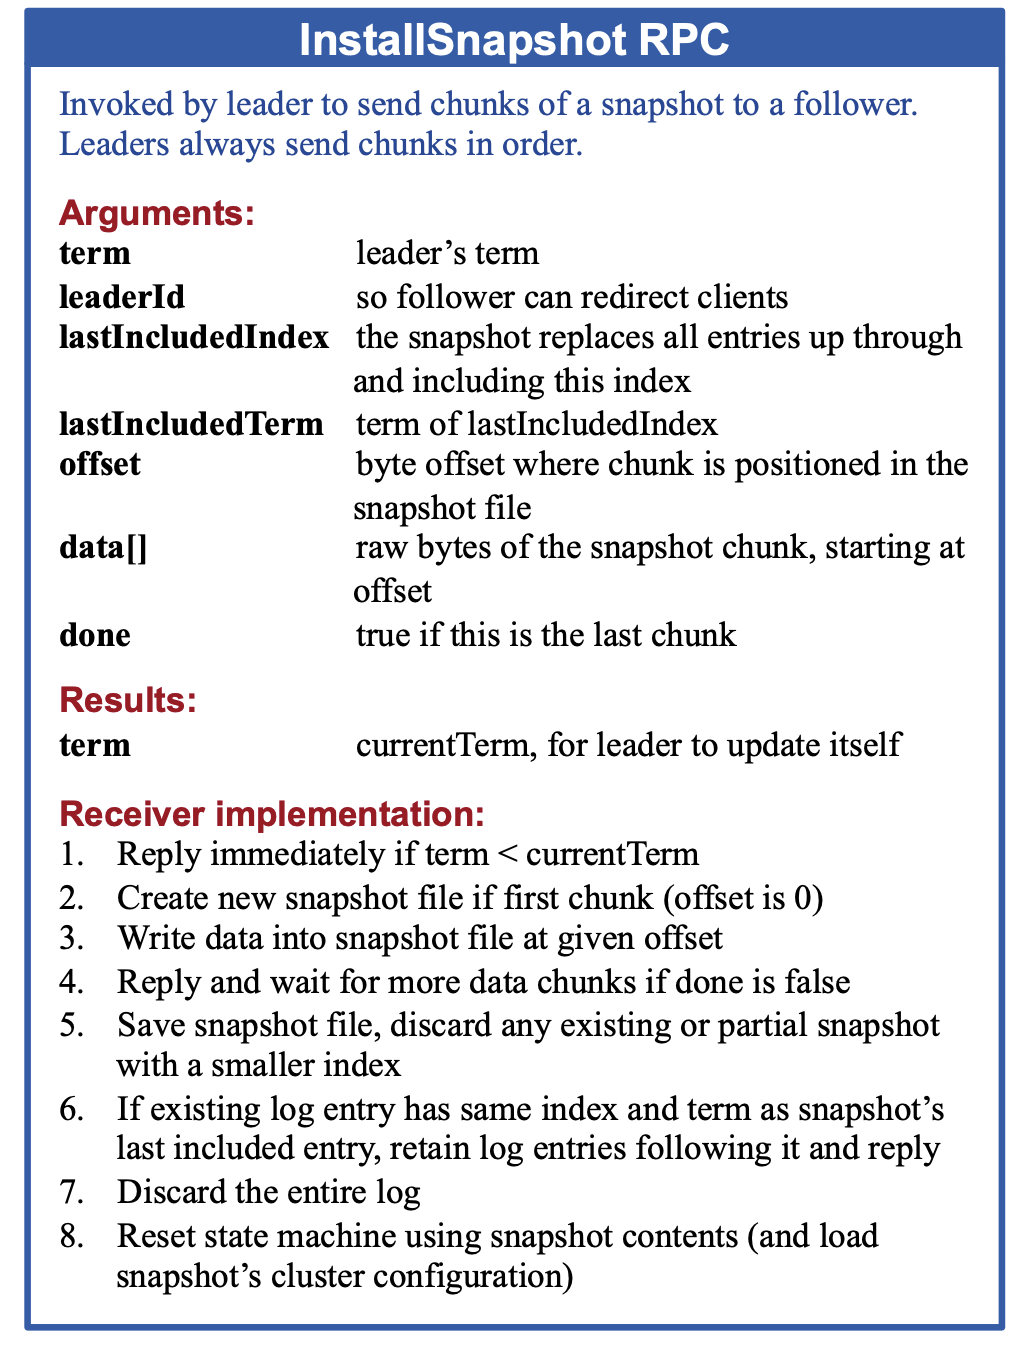 InstallSnapshot RPC
Invoked by leader to send chunks of a snapshot to a follower.
Leaders always send chunks in order.
Arguments:
term leader’s term
leaderId so follower can redirect clients
lastIncludedIndex the snapshot replaces all entries up through
and including this index
lastIncludedTerm term of lastIncludedIndex
offset byte offset where chunk is positioned in the
snapshot file
data[] raw bytes of the snapshot chunk, starting at
offset
done true if this is the last chunk
Results:
term currentTerm, for leader to update itself
Receiver implementation:
1. Reply immediately if term < currentTerm
2. Create new snapshot file if first chunk (offset is 0)
3. Write data into snapshot file at given offset
4. Reply and wait for more data chunks if done is false
5. Save snapshot file, discard any existing or partial snapshot
with a smaller index
6. If existing log entry has same index and term as snapshot’s
last included entry, retain log entries following it and reply
7. Discard the entire log
8. Reset state machine using snapshot contents (and load
snapshot’s cluster configuration)